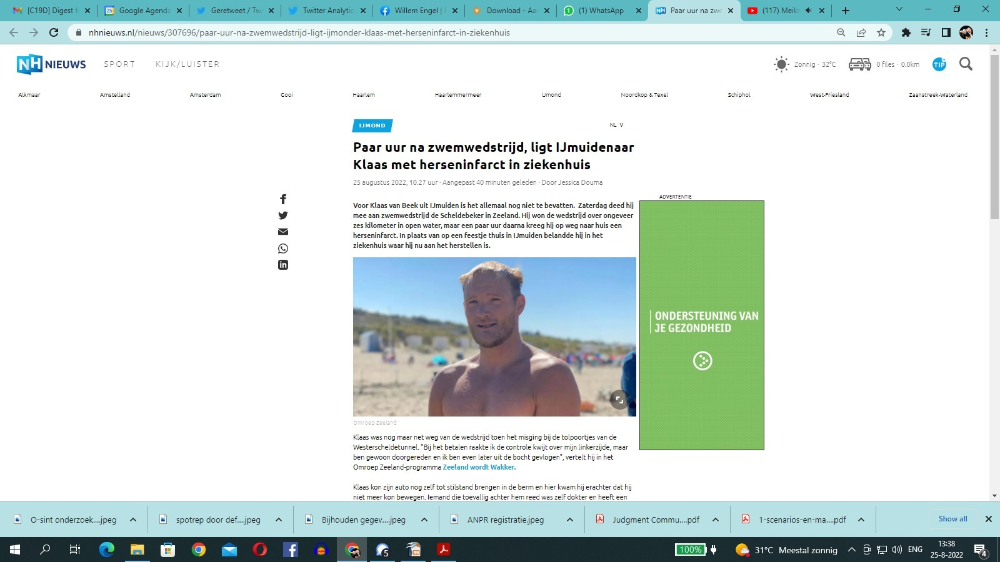 [C19D] Digest f
Google Agenda
Geretweet / Twi
Twitter Analytic
Willem Engel | F
Download - Aar
(1) WhatsApp
Paar uur na zwe
(117) Meike
nhnieuws.nl/nieuws/307696/paar-uur-na-zwemwedstrijd-ligt-ijmonder-klaas-met-herseninfarct-in-ziekenhuis
NH NIEUWS
SPORT
KIJK/LUISTER
Zonnig · 32°C
0 files · 0.0km
TIP
Alkmaar
Amstelland
Amsterdam
Gooi
Haarlem
Haarlemmermeer
IJmond
Noordkop & Texel
Schiphol
West-Friesland
Zaanstreek-Waterland
IJMOND
NL V
Paar uur na zwemwedstrijd, ligt IJmuidenaar
Klaas met herseninfarct in ziekenhuis
25 augustus 2022, 10.27 uur · Aangepast 40 minuten geleden · Door Jessica Douma
Voor Klaas van Beek uit IJmuiden is het allemaal nog niet te bevatten. Zaterdag deed hij
mee aan zwemwedstrijd de Scheldebeker in Zeeland. Hij won de wedstrijd over ongeveer
zes kilometer in open water, maar een paar uur daarna kreeg hij op weg naar huis een
herseninfarct. In plaats van op een feestje thuis in IJmuiden belandde hij in het
ziekenhuis waar hij nu aan het herstellen is.
ADVERTENTIE
ONDERSTEUNING VAN
JE GEZONDHEID
Omroep Zeeland
Klaas was nog maar net weg van de wedstrijd toen het misging bij de tolpoortjes van de
Westerscheldetunnel. "Bij het betalen raakte ik de controle kwijt over mijn linkerzijde, maar
ben gewoon doorgereden en ik ben even later uit de bocht gevlogen", vertelt hij in het
Omroep Zeeland-programma Zeeland wordt Wakker.
Klaas kon zijn auto nog zelf tot stilstand brengen in de berm en hier kwam hij erachter dat hij
niet meer kon bewegen. Iemand die toevallig achter hem reed was zelf dokter en heeft een
O-sint onderzoek....jpeg
spotrep door def....jpeg
Bijhouden gegev....jpeg
ANPR registratie.jpeg
Judgment Commu....pdf
1-scenarios-en-ma....pdf
Show all
5
100%
31°C Meestal zonnig
ENG
13:38
25-8-2022
4